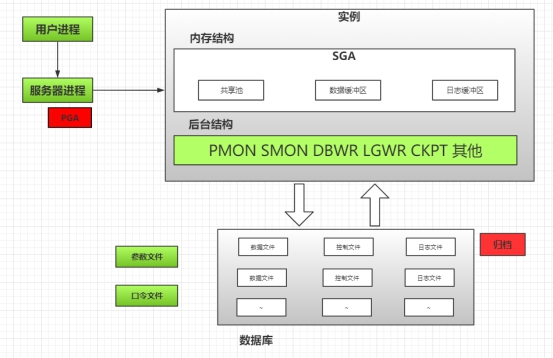 实例
用户进程
内存结构
SGA
服务器进程
共享池
数据缓冲区
日志缓冲区
PGA
后台结构
PMON SMON DBWR LGWR CKPT 其他
数据文件
控制文件
日志文件
归档
参数文件
数据文件
控制文件
日志文件
口令文件
~
~
~
数据库